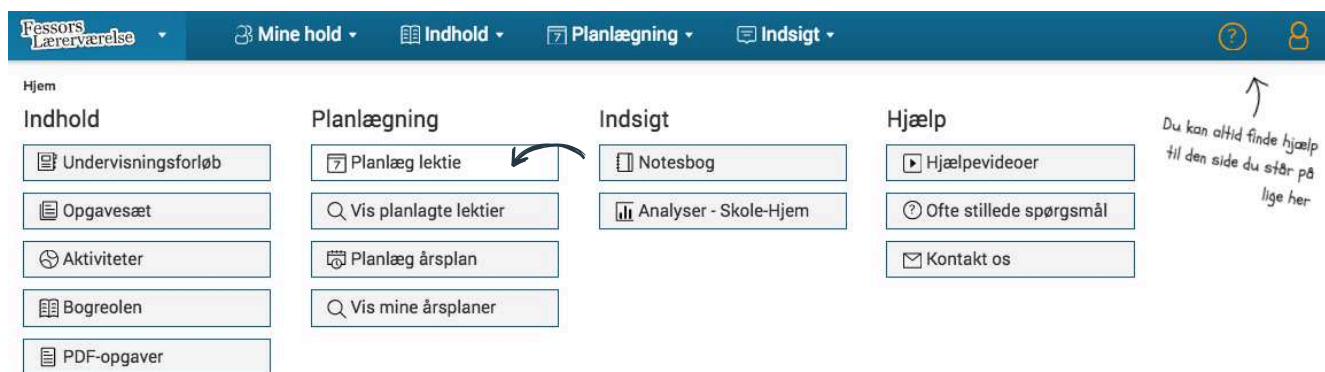 Fessors
Lærerværelse
Mine hold
Indhold
Planlægning
Indsigt
Hjem
Indhold
Undervisningsforløb
Opgavesæt
Aktiviteter
Bogreolen
PDF-opgaver
Planlægning
Planlæg lektie
Vis planlagte lektier
Planlæg årsplan
Vis mine årsplaner
Indsigt
Notesbog
Analyser - Skole-Hjem
Hjælp
Hjælpevideoer
Ofte stillede spørgsmål
Kontakt os
Du kan altid finde hjælp
til den side du står på
lige her